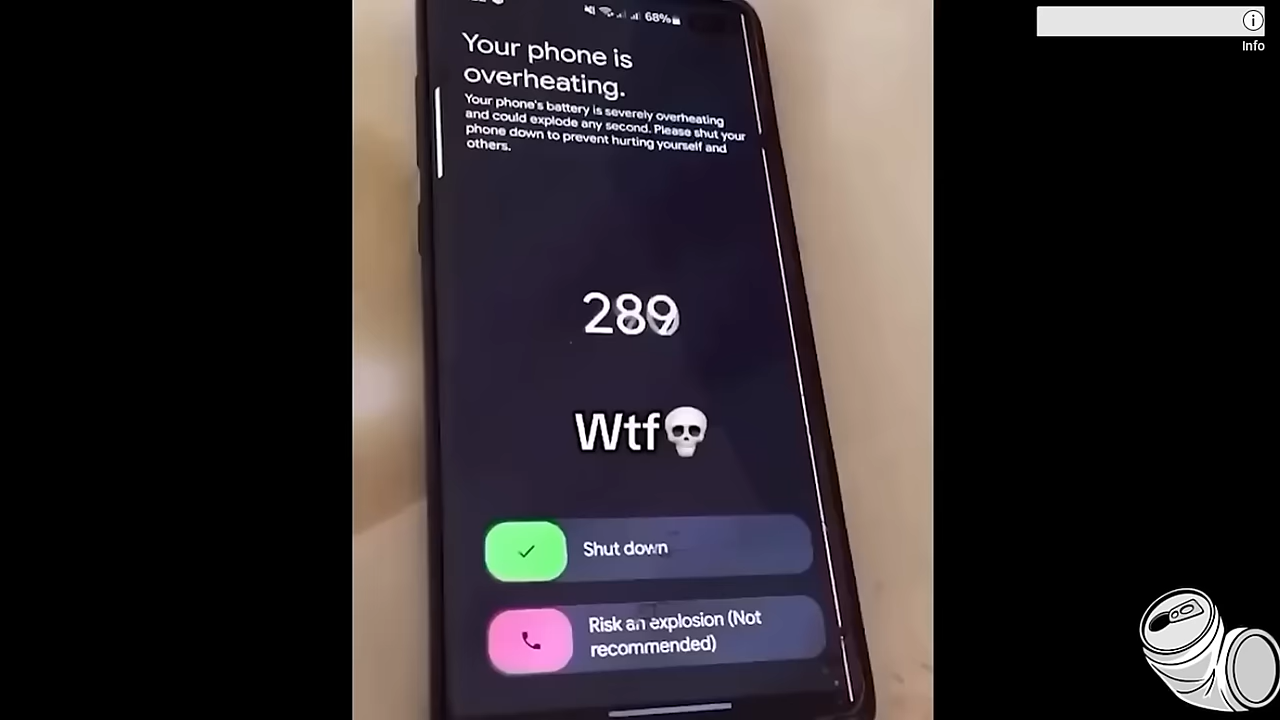 68%
Info
Your phone is
overheating.
Your phone's battery is severely overheating
and could explode any second. Please shut your
phone down to prevent hurting yourself and
others.
289
Wtf💀
Shut down
Risk an explosion (Not
recommended)